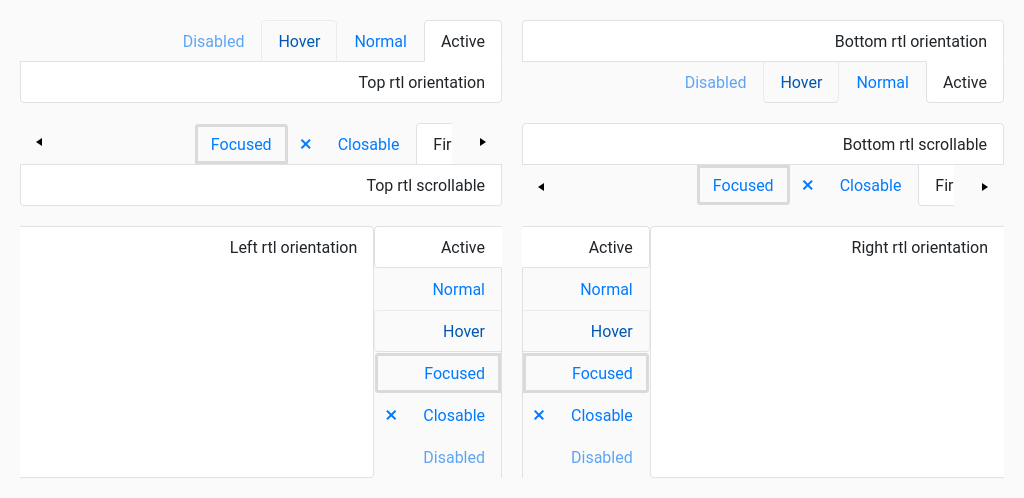 Disabled Hover Normal Active
Top rtl orientation
Bottom rtl orientation
Disabled Hover Normal Active
Focused Closable Fir
Top rtl scrollable
Bottom rtl scrollable
Focused Closable Fir
Left rtl orientation
Active
Normal
Hover
Focused
Closable
Disabled
Active
Normal
Hover
Focused
Closable
Disabled
Right rtl orientation